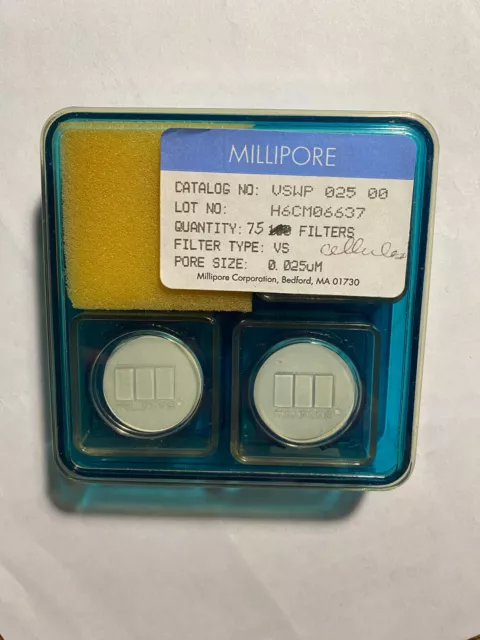 MILLIPORE
CATALOG NO: VSWP 025 00
LOT NO: H6CM06637
QUANTITY: 75 100 FILTERS
FILTER TYPE: VS cellulose
PORE SIZE: 0.025uM
Millipore Corporation, Bedford, MA 01730